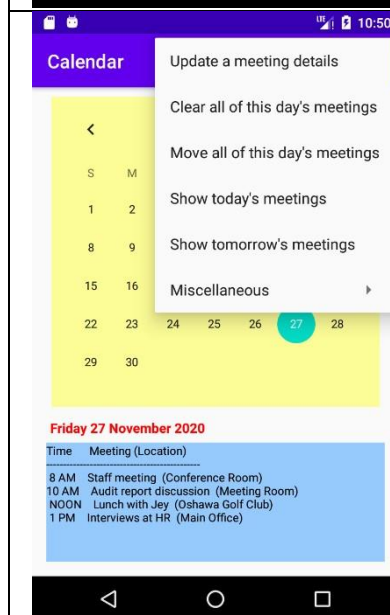 LTE 10:50
Calendar
Update a meeting details
Clear all of this day's meetings
Move all of this day's meetings
Show today's meetings
Show tomorrow's meetings
Miscellaneous
S M
1 2
8 9
15 16
22 23 24 25 26 27 28
29 30
Friday 27 November 2020
Time Meeting (Location)
--------------------------------------------------
8 AM Staff meeting (Conference Room)
10 AM Audit report discussion (Meeting Room)
NOON Lunch with Jey (Oshawa Golf Club)
1 PM Interviews at HR (Main Office)